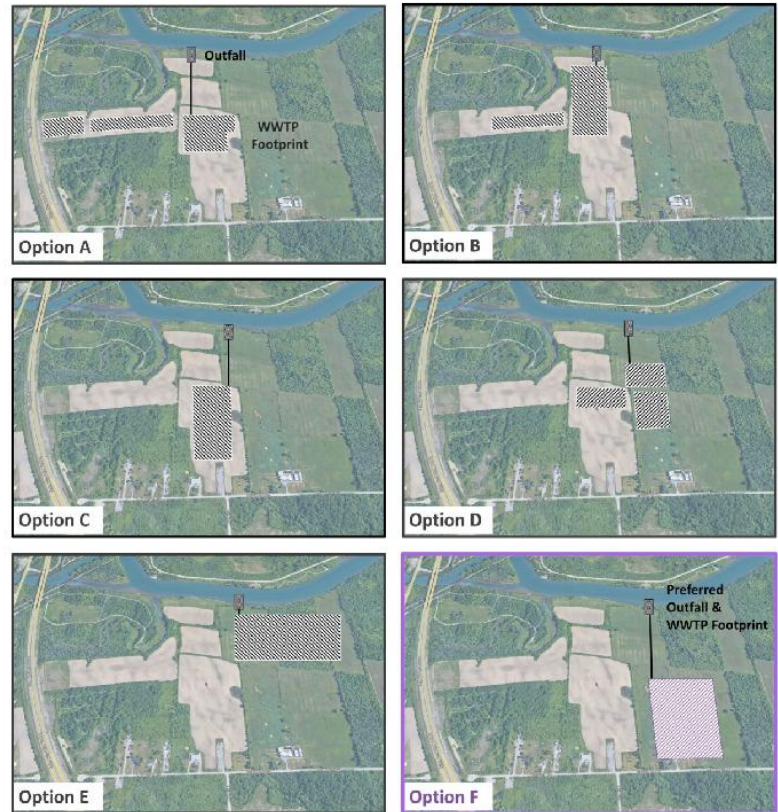 Outfall
WWTP
Footprint
Option A
Option B
Option C
Option D
Option E
Preferred
Outfall &
WWTP Footprint
Option F